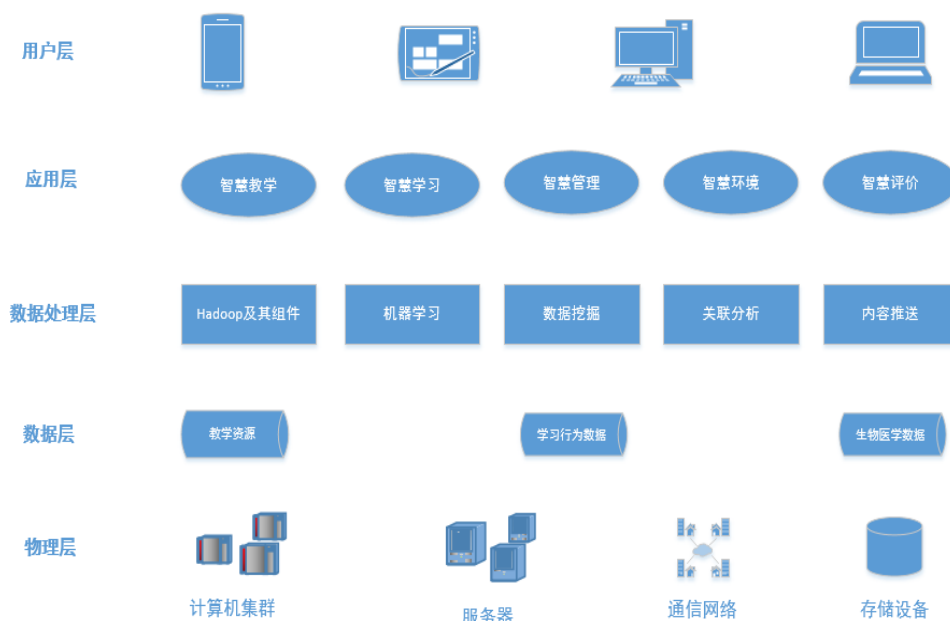 用户层
应用层
智慧教学
智慧学习
智慧管理
智慧环境
智慧评价
数据处理层
Hadoop及其组件
机器学习
数据挖掘
关联分析
内容推送
数据层
教学资源
学习行为数据
生物医学数据
物理层
计算机集群
服务器
通信网络
存储设备